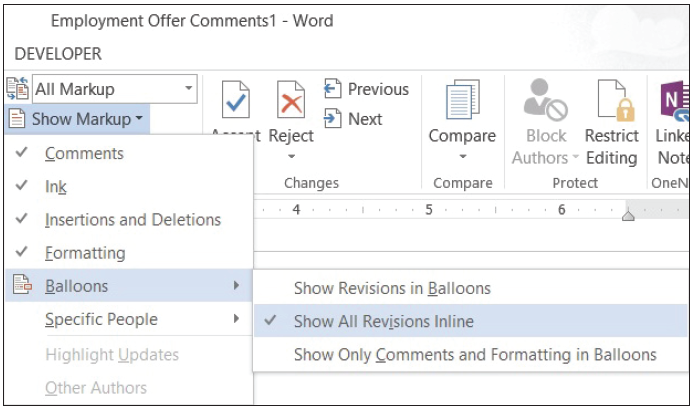 Employment Offer Comments1 - Word
DEVELOPER
All Markup
Show Markup
Comments
Ink
Insertions and Deletions
Formatting
Balloons
Specific People
Highlight Updates
Other Authors
Show Revisions in Balloons
Show All Revisions Inline
Show Only Comments and Formatting in Balloons
Accept
Reject
Previous
Next
Changes
Compare
Compare
Block
Authors
Restrict
Editing
Protect
Linke
Note
OneN
4 5 6